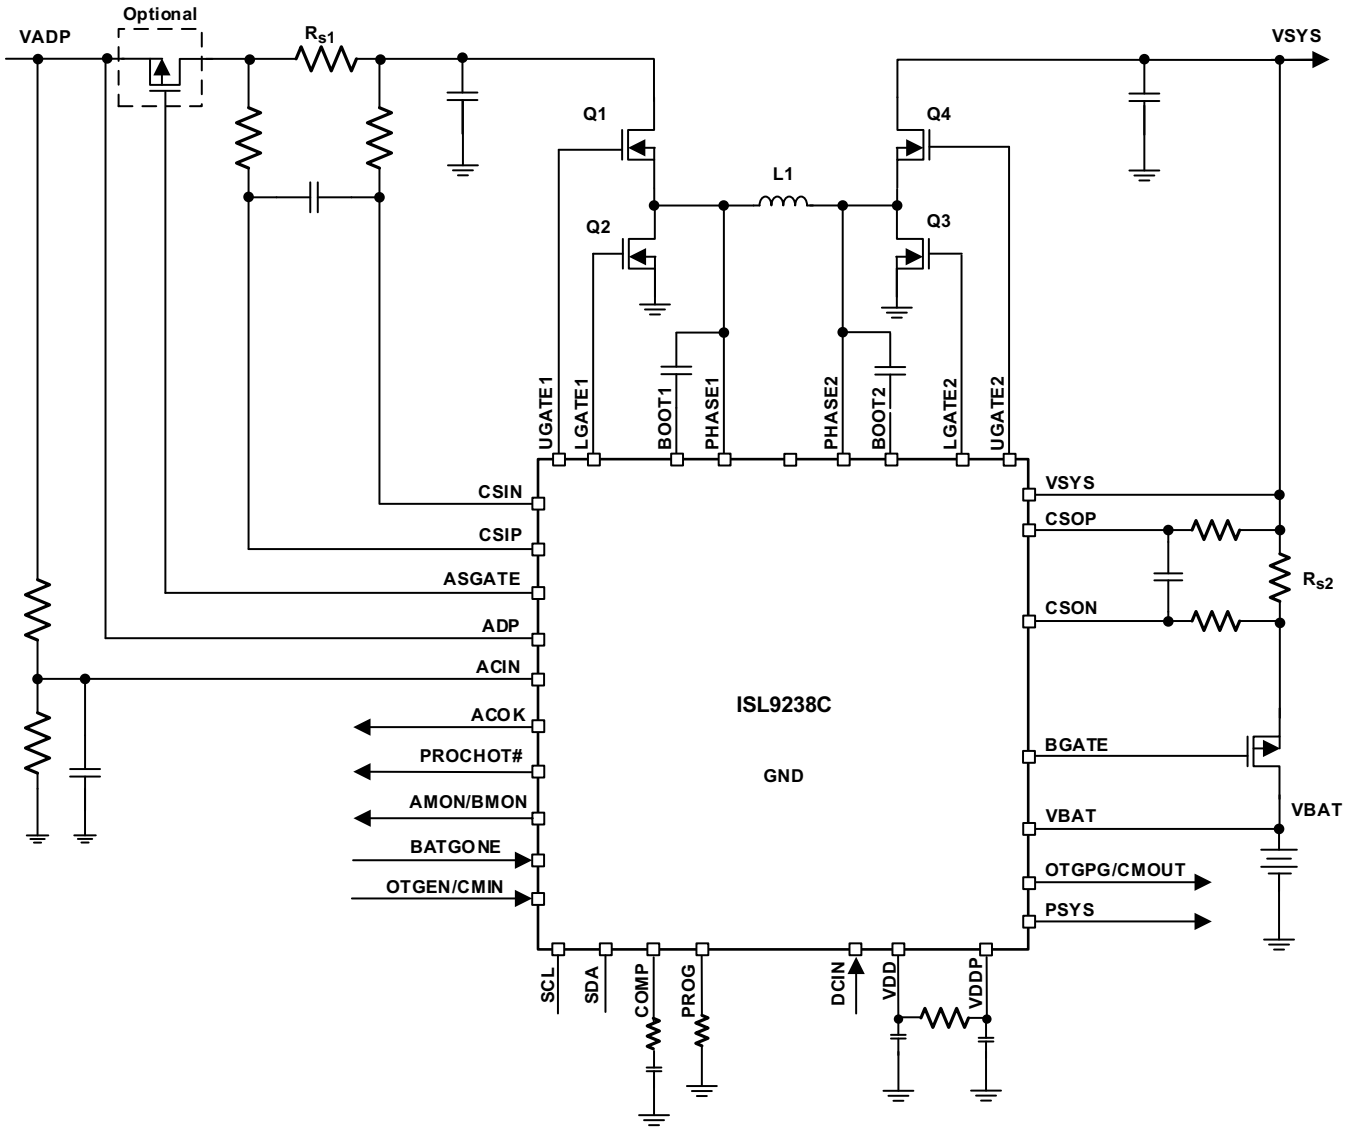 Optional
VADP
Rs1
VSYS
Q1
Q4
L1
Q2
Q3
UGATE1
LGATE1
BOOT1
PHASE1
PHASE2
BOOT2
LGATE2
UGATE2
CSIN
VSYS
CSOP
CSIP
ASGATE
Rs2
CSON
ADP
ACIN
ISL9238C
ACOK
BGATE
PROCHOT#
GND
AMON/BMON
VBAT
VBAT
BATGONE
OTGPG/CMOUT
OTGEN/CMIN
PSYS
SCL
SDA
COMP
PROG
DCIN
VDD
VDDP